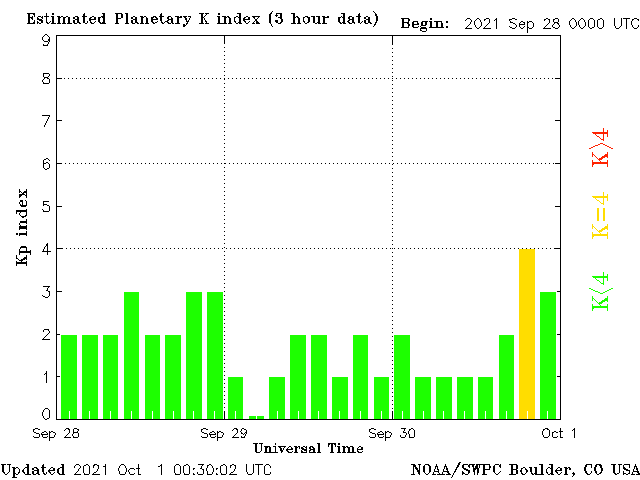 Estimated Planetary K index (3 hour data) Begin: 2021 Sep 28 0000 UTC
9
8
7
6
5
4
3
2
1
0
Kp index
K>4
K=4
K<4
Sep 28 Sep 29 Sep 30 Oct 1
Universal Time
Updated 2021 Oct 1 00:30:02 UTC NOAA/SWPC Boulder, CO USA